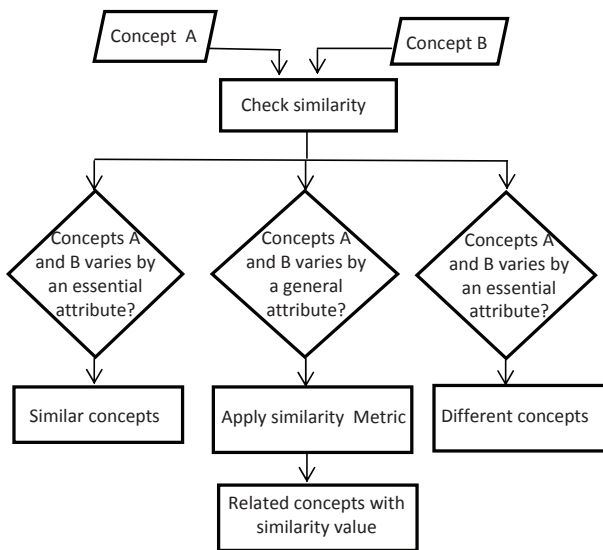 Concept A
Concept B
Check similarity
Concepts A
and B varies by
an essential
attribute?
Concepts A
and B varies by
a general
attribute?
Concepts A
and B varies by
an essential
attribute?
Similar concepts
Apply similarity Metric
Different concepts
Related concepts with
similarity value